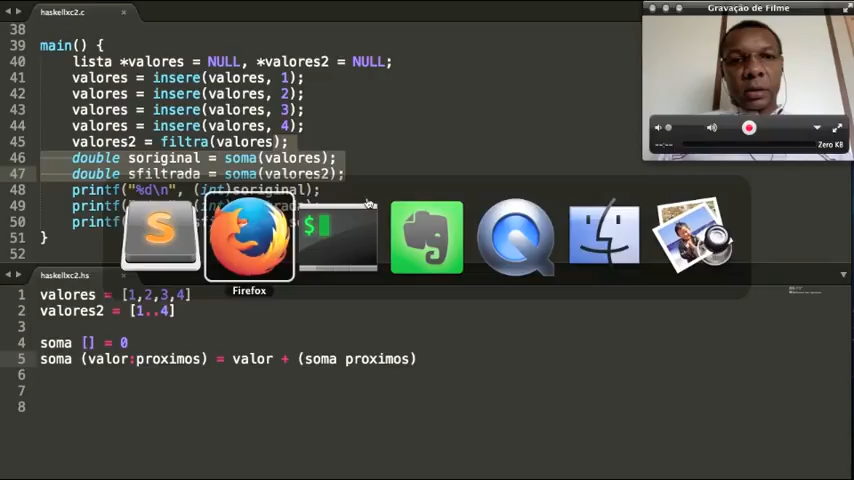 haskellxc2.c
Gravação de Filme
38
39 main() {
40 lista *valores = NULL, *valores2 = NULL;
41 valores = insere(valores, 1);
42 valores = insere(valores, 2);
43 valores = insere(valores, 3);
44 valores = insere(valores, 4);
45 valores2 = filtra(valores);
46 double soriginal = soma(valores);
47 double sfiltrada = soma(valores2);
48 printf("%d\n", (int)soriginal);
49 printf(
50 printf(
51 }
52
--:--
Zero KB
S
$
Firefox
haskellxc2.hs
1 valores = [1,2,3,4]
2 valores2 = [1..4]
3
4 soma [] = 0
5 soma (valor:proximos) = valor + (soma proximos)
6
7
8